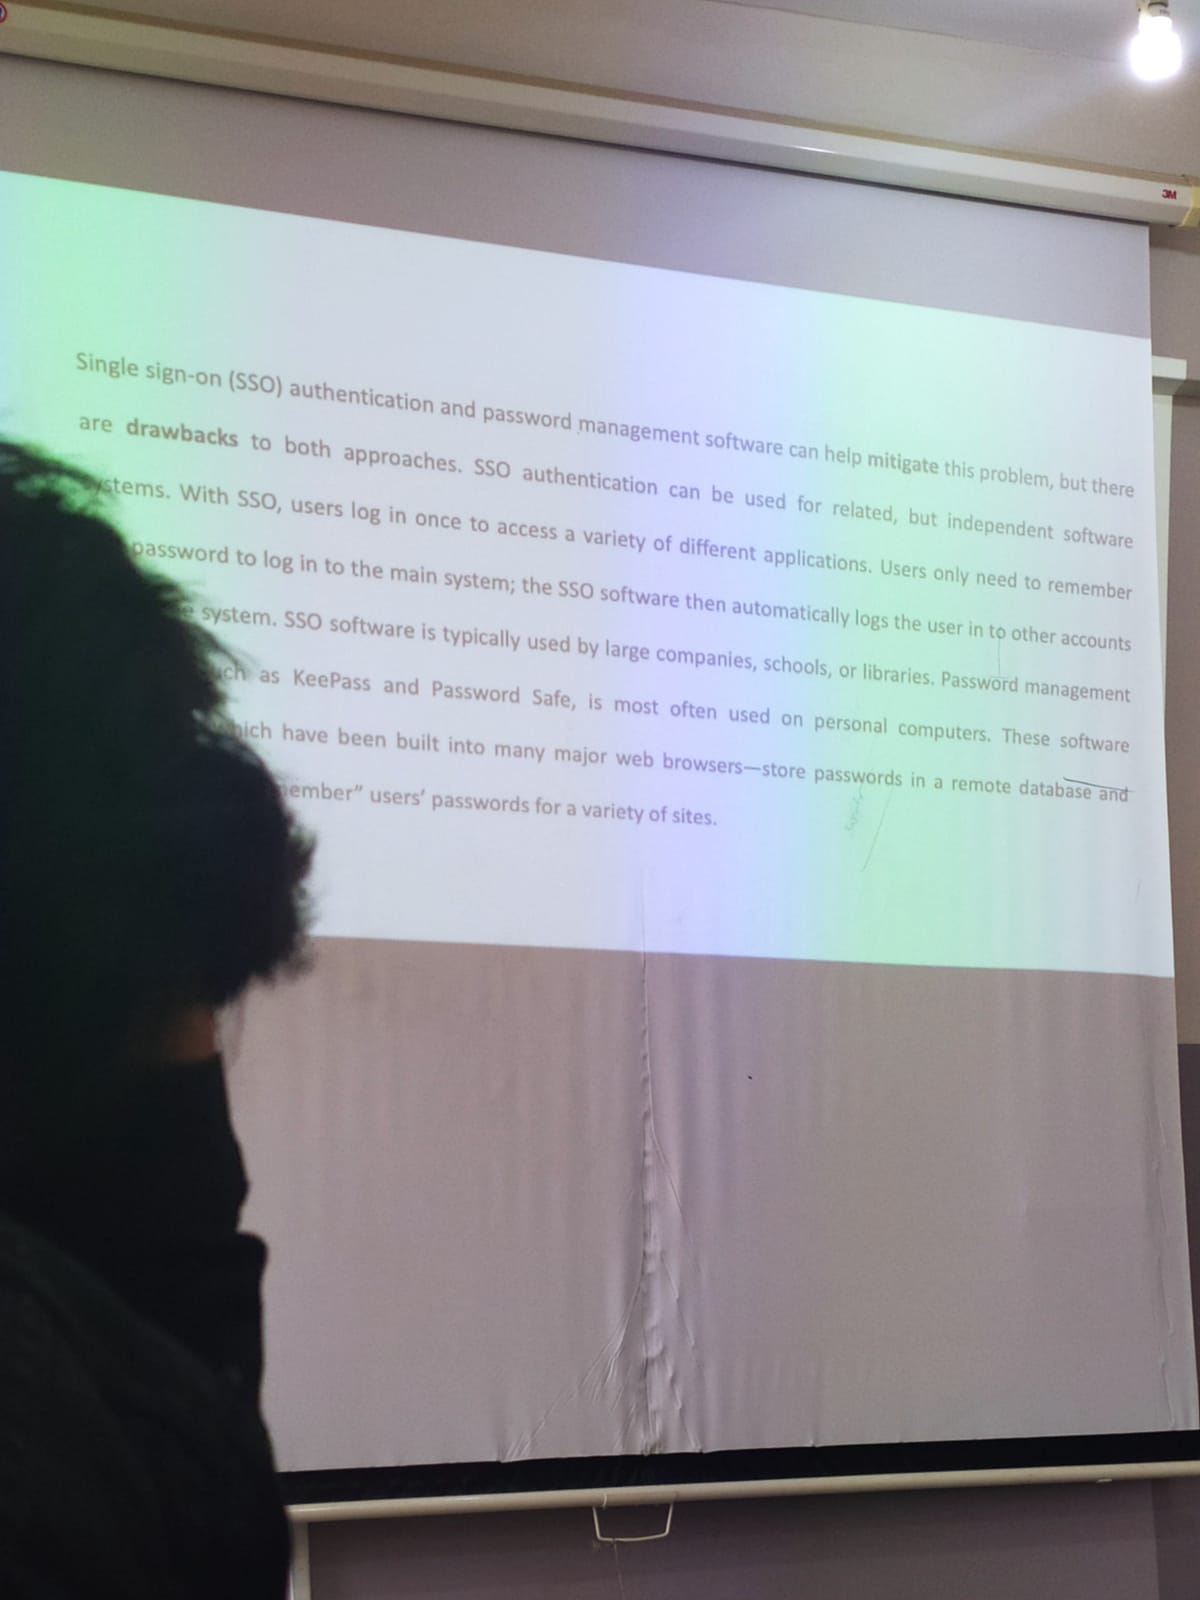 3M
Single sign-on (SSO) authentication and password management software can help mitigate this problem, but there
are drawbacks to both approaches. SSO authentication can be used for related, but independent software
systems. With SSO, users log in once to access a variety of different applications. Users only need to remember
password to log in to the main system; the SSO software then automatically logs the user in to other accounts
system. SSO software is typically used by large companies, schools, or libraries. Password management
such as KeePass and Password Safe, is most often used on personal computers. These software
which have been built into many major web browsers—store passwords in a remote database and
users’ passwords for a variety of sites.